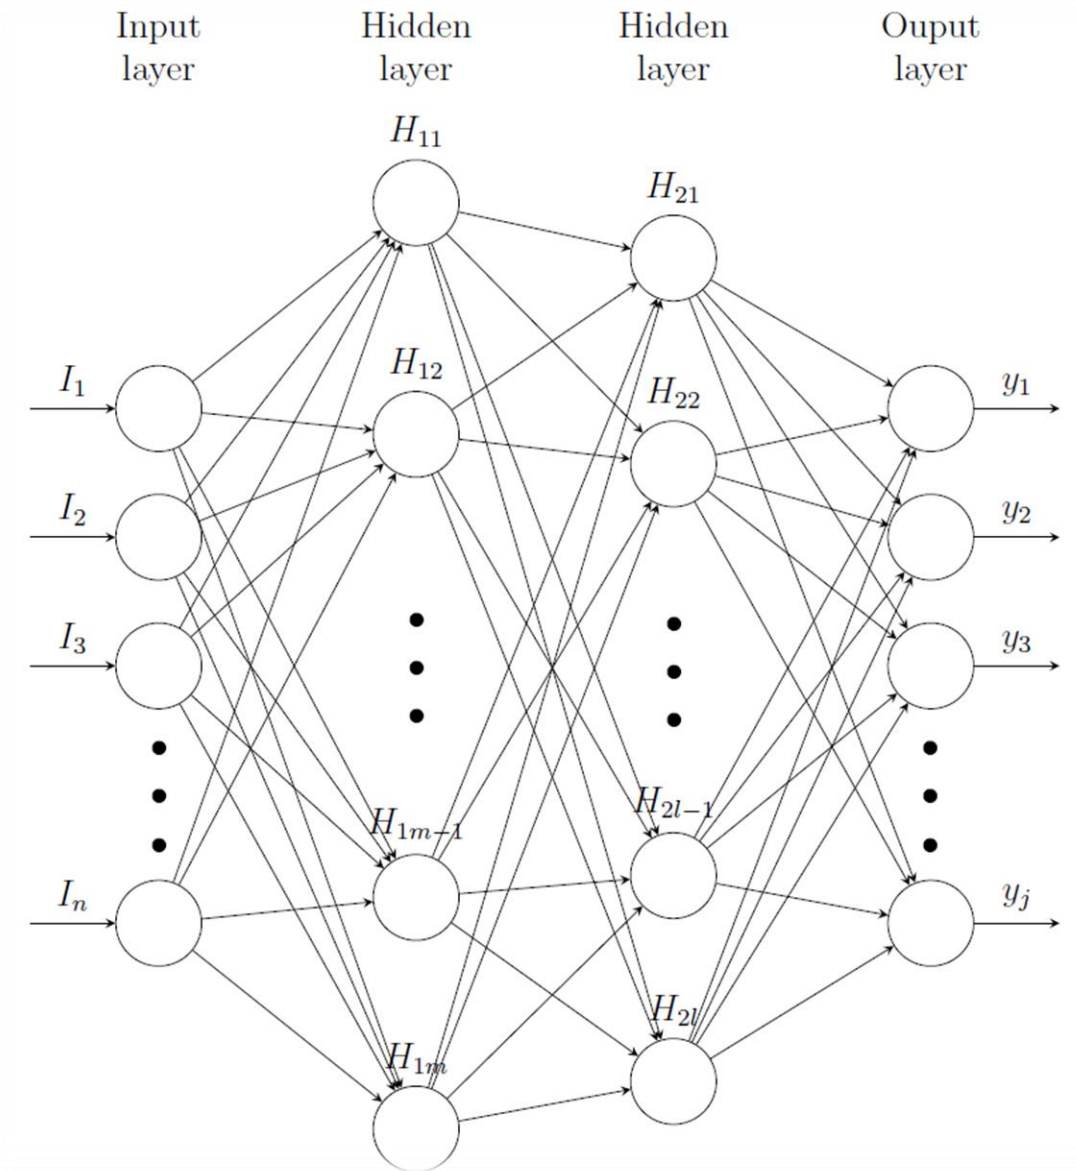 Input
layer
Hidden
layer
Hidden
layer
Ouput
layer
H₁₁
H₂₁
H₁₂
H₂₂
I₁
y₁
I₂
y₂
I₃
y₃
H₁ₘ₋₁
H₂ₗ₋₁
Iₙ
yⱼ
H₂ₗ
H₁ₘ